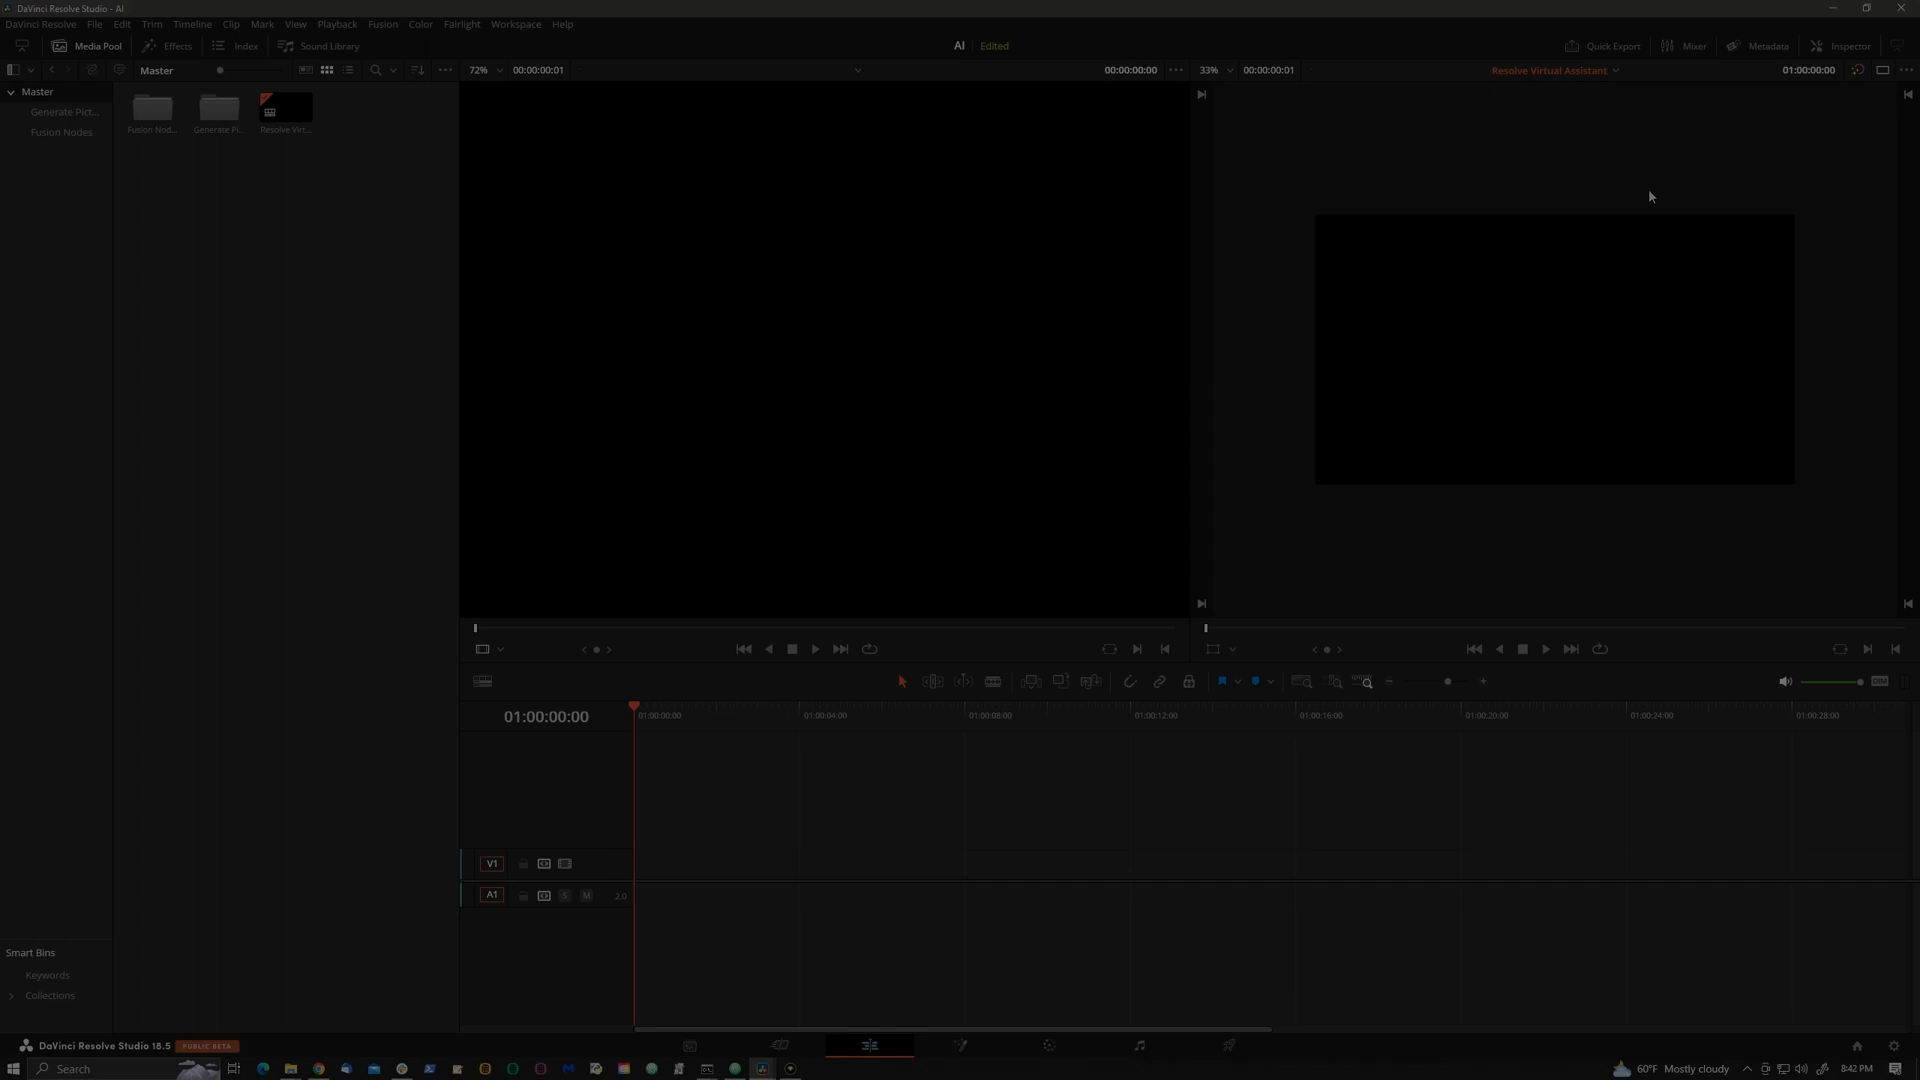 DaVinci Resolve Studio - AI
DaVinci Resolve File Edit Trim Timeline Clip Mark View Playback Fusion Color Fairlight Workspace Help
Media Pool Effects Index Sound Library AI Edited Quick Export Mixer Metadata Inspector
Master 72% 00:00:00:01 00:00:00:00 33% 00:00:00:01 Resolve Virtual Assistant 01:00:00:00
Master
Generate Pict...
Fusion Nodes
Fusion Nod... Generate Pi... Resolve Virt...
01:00:00:00 01:00:00:00 01:00:04:00 01:00:08:00 01:00:12:00 01:00:16:00 01:00:20:00 01:00:24:00 01:00:28:00
DIM
V1
A1 S M 2.0
Smart Bins
Keywords
Collections
DaVinci Resolve Studio 18.5 PUBLIC BETA
Search 60°F Mostly cloudy 8:42 PM